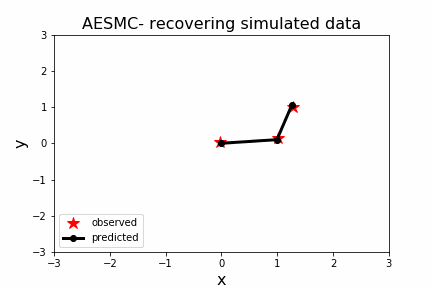 AESMC- recovering simulated data
3
2
1
0
−1
−2
−3
y
observed
predicted
−3 −2 −1 0 1 2 3
x